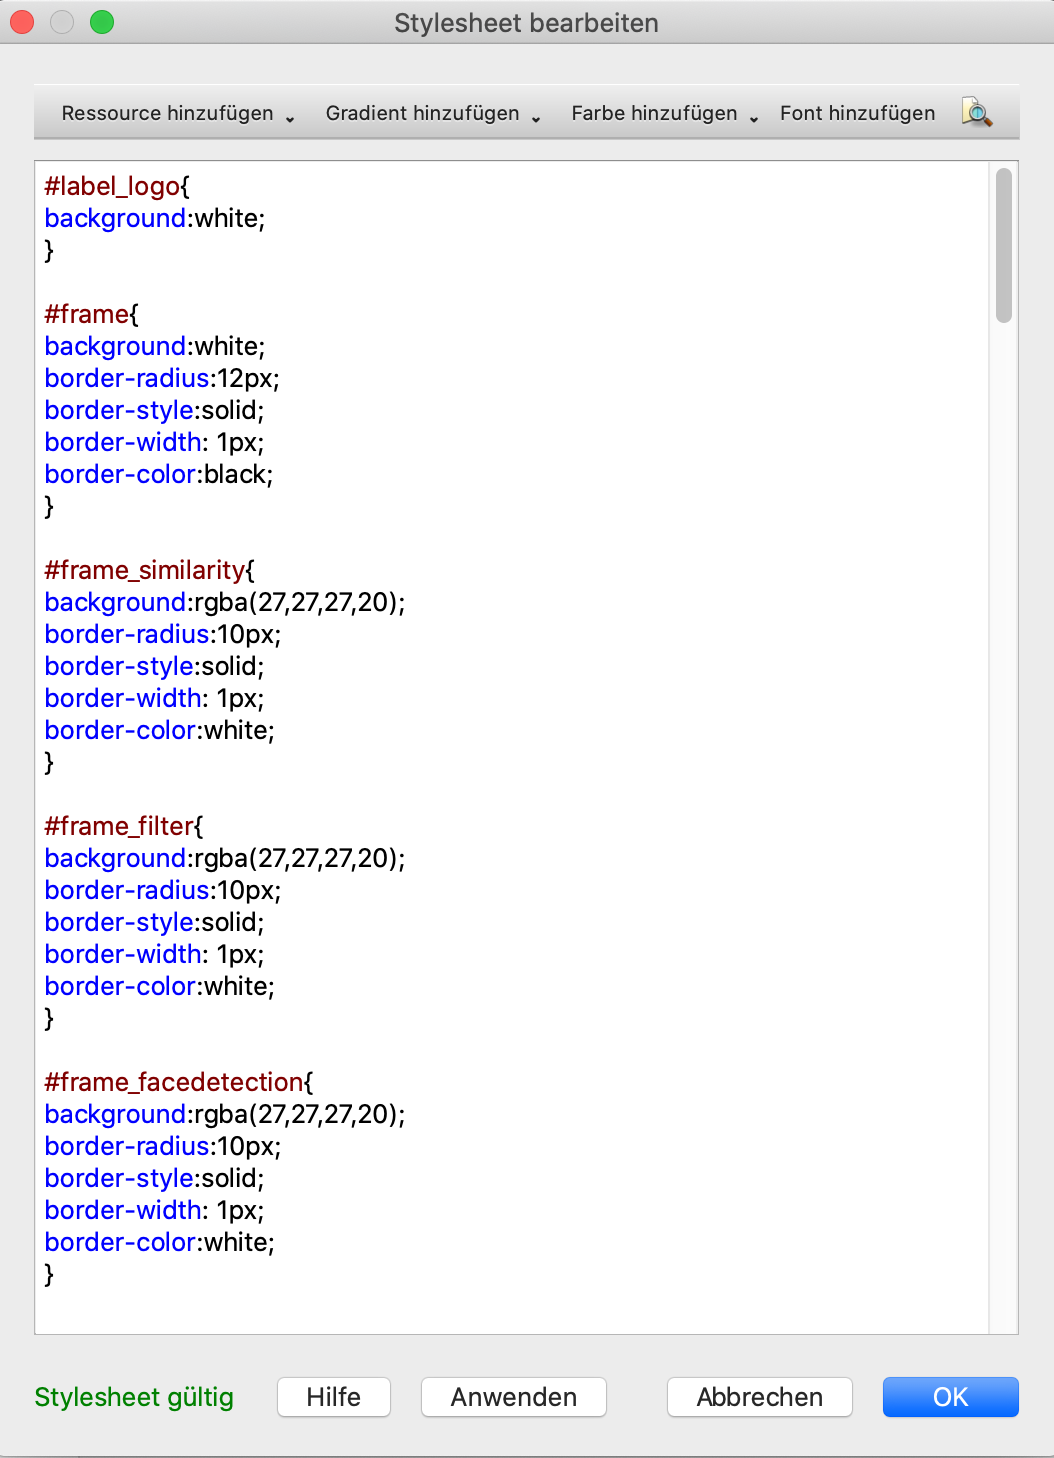 Stylesheet bearbeiten
Ressource hinzufügen Gradient hinzufügen Farbe hinzufügen Font hinzufügen
#label_logo{
background:white;
}
#frame{
background:white;
border-radius:12px;
border-style:solid;
border-width: 1px;
border-color:black;
}
#frame_similarity{
background:rgba(27,27,27,20);
border-radius:10px;
border-style:solid;
border-width: 1px;
border-color:white;
}
#frame_filter{
background:rgba(27,27,27,20);
border-radius:10px;
border-style:solid;
border-width: 1px;
border-color:white;
}
#frame_facedetection{
background:rgba(27,27,27,20);
border-radius:10px;
border-style:solid;
border-width: 1px;
border-color:white;
}
Stylesheet gültig Hilfe Anwenden Abbrechen OK